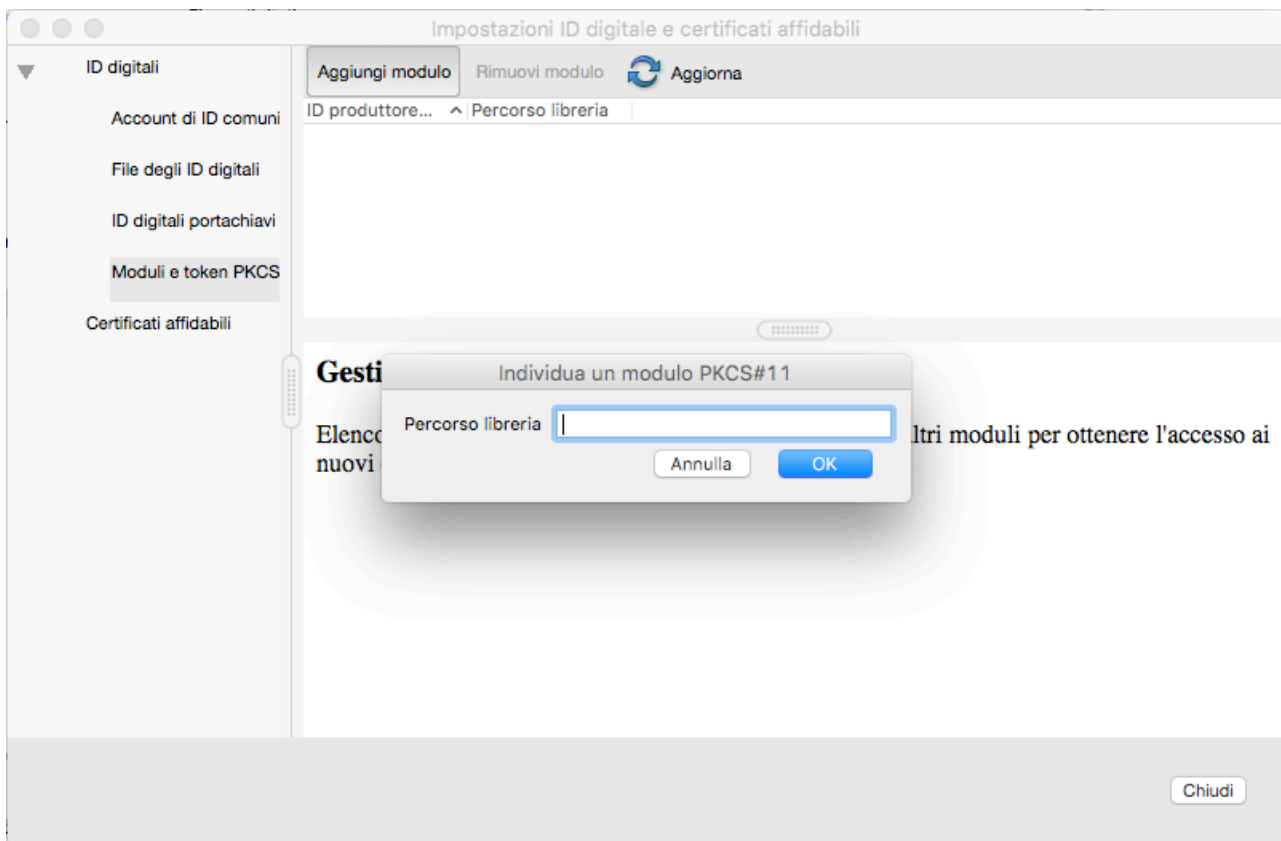 Impostazioni ID digitale e certificati affidabili
ID digitali
Account di ID comuni
File degli ID digitali
ID digitali portachiavi
Moduli e token PKCS
Certificati affidabili
Aggiungi modulo Rimuovi modulo Aggiorna
ID produttore... Percorso libreria
Individua un modulo PKCS#11
Percorso libreria
Annulla OK
Gesti
Elenco ltri moduli per ottenere l'accesso ai
nuovi
Chiudi